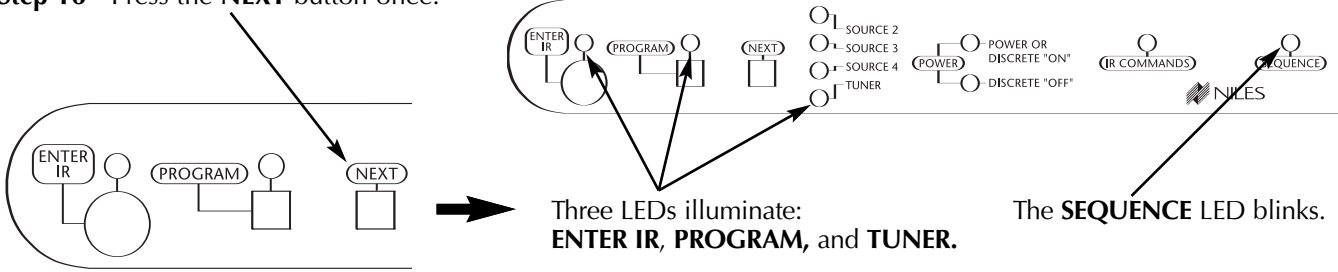 Step 10 Press the NEXT button once.
ENTER IR
PROGRAM
NEXT
SOURCE 2
SOURCE 3
SOURCE 4
TUNER
POWER
POWER OR
DISCRETE "ON"
DISCRETE "OFF"
IR COMMANDS
SEQUENCE
NILES
ENTER
IR
PROGRAM
NEXT
Three LEDs illuminate:
ENTER IR, PROGRAM, and TUNER.
The SEQUENCE LED blinks.